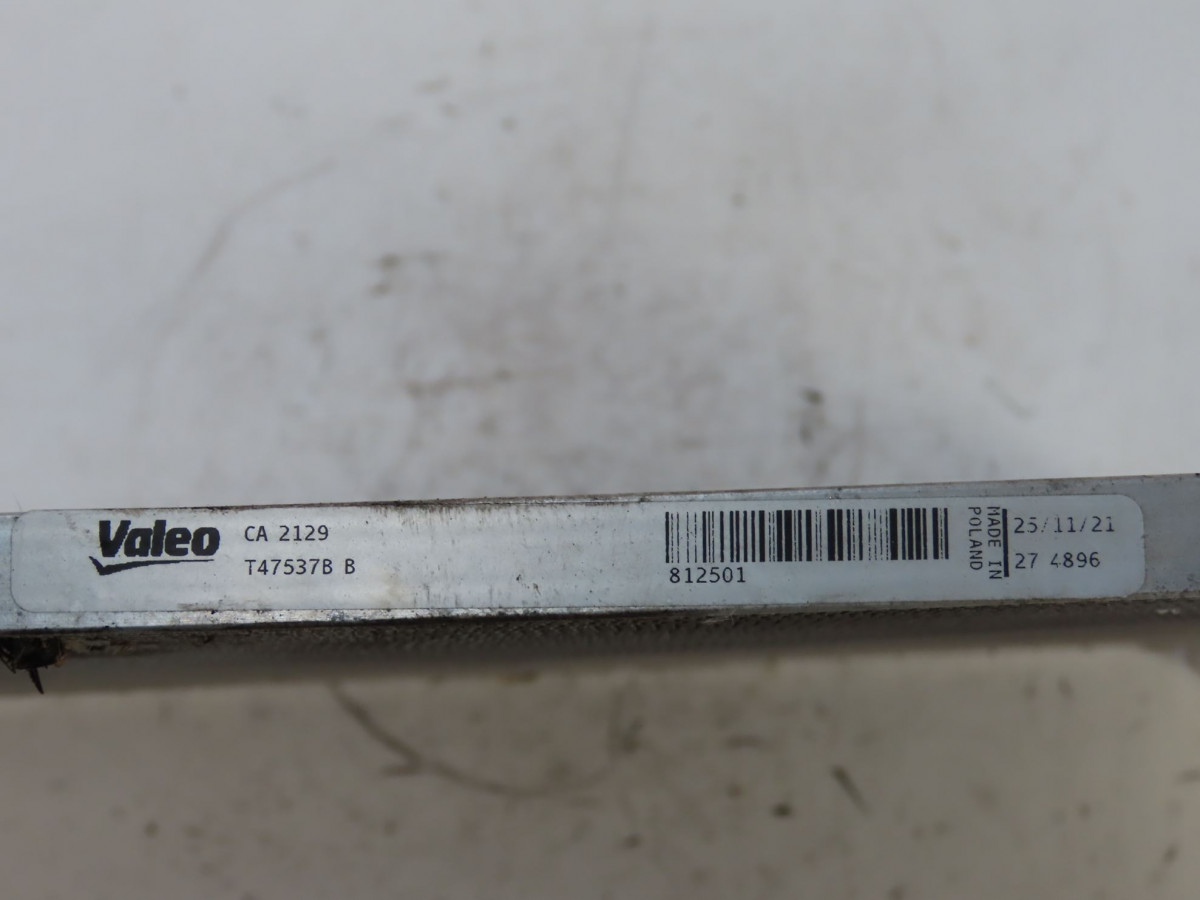 Valeo
CA 2129
T47537B B
812501
MADE IN
POLAND
25/11/21
27 4896